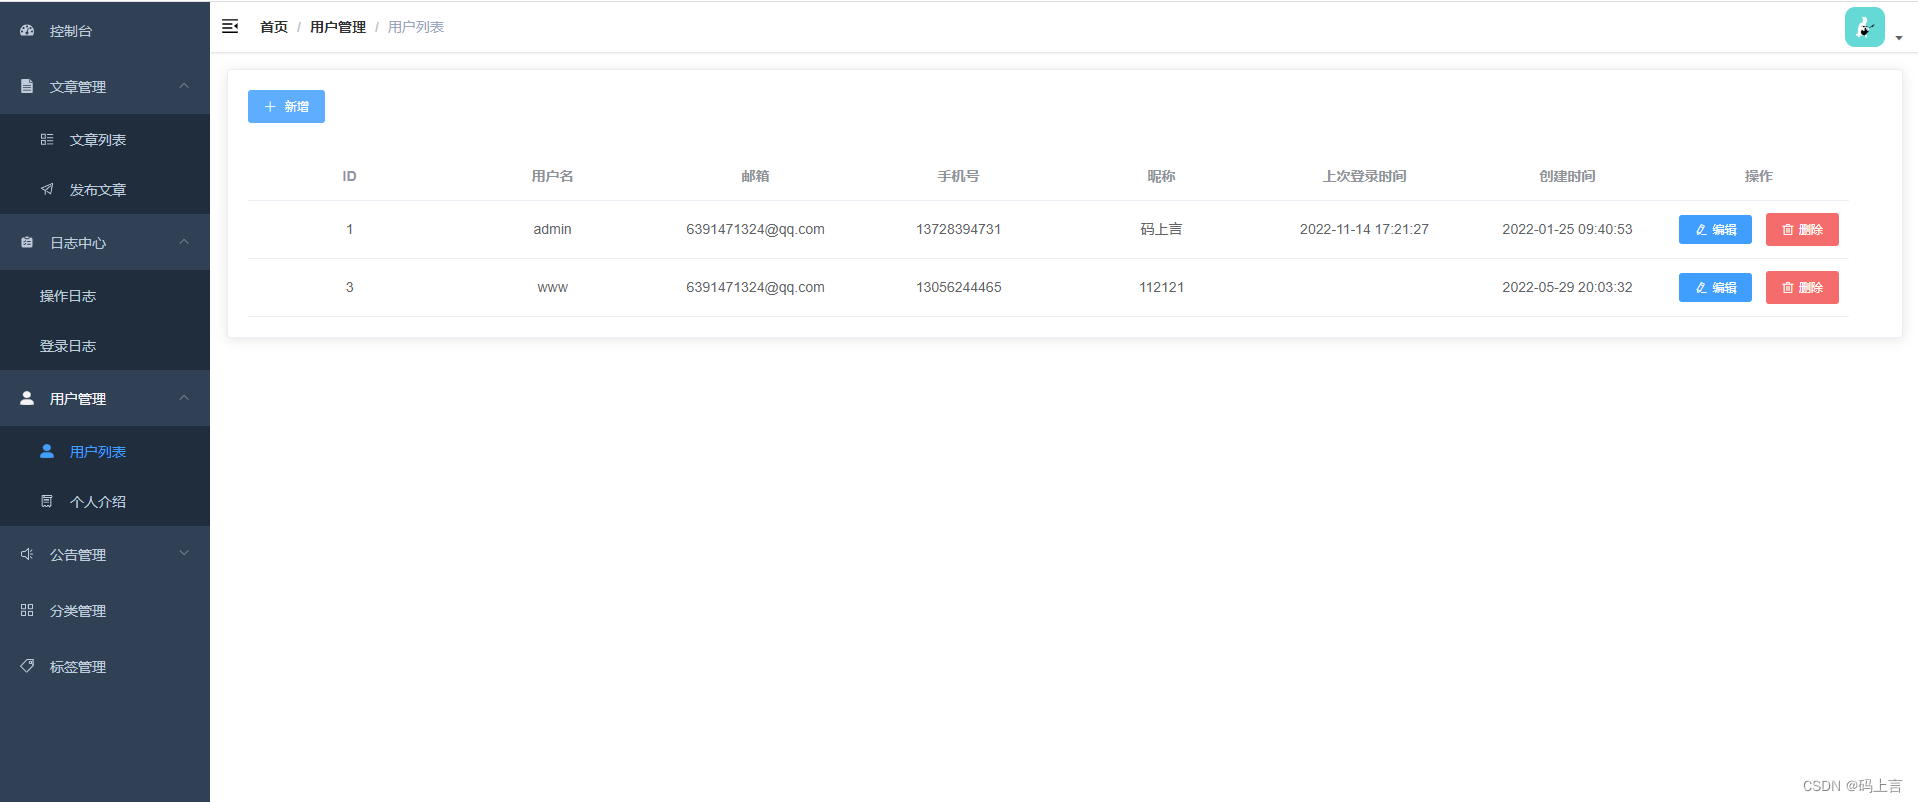 控制台
文章管理
文章列表
发布文章
日志中心
操作日志
登录日志
用户管理
用户列表
个人介绍
公告管理
分类管理
标签管理
首页 / 用户管理 / 用户列表
新增
ID 用户名 邮箱 手机号 昵称 上次登录时间 创建时间 操作
1 admin 6391471324@qq.com 13728394731 码上言 2022-11-14 17:21:27 2022-01-25 09:40:53 编辑 删除
3 www 6391471324@qq.com 13056244465 112121 2022-05-29 20:03:32 编辑 删除
CSDN @码上言